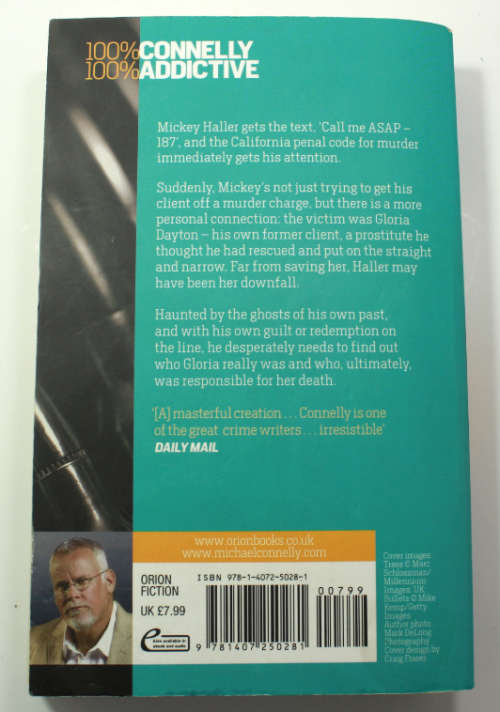 100%CONNELLY
100%ADDICTIVE
Mickey Haller gets the text, 'Call me ASAP –
187', and the California penal code for murder
immediately gets his attention.
Suddenly, Mickey's not just trying to get his
client off a murder charge, but there is a more
personal connection: the victim was Gloria
Dayton – his own former client, a prostitute he
thought he had rescued and put on the straight
and narrow. Far from saving her, Haller may
have been her downfall.
Haunted by the ghosts of his own past,
and with his own guilt or redemption on
the line, he desperately needs to find out
who Gloria really was and who, ultimately,
was responsible for her death.
'[A] masterful creation . . . Connelly is one
of the great crime writers . . . irresistible'
DAILY MAIL
www.orionbooks.co.uk
www.michaelconnelly.com
ORION
FICTION
UK £7.99
e
Also available in
ebook and audio
ISBN 978-1-4072-5028-1
00799
9 781407 250281
Cover images:
Trees © Marc
Schlossman/
Millennium
Images, UK;
Bullets © Mike
Kemp/Getty
Images
Author photo:
Mark DeLong
Photography
Cover design by
Craig Fraser